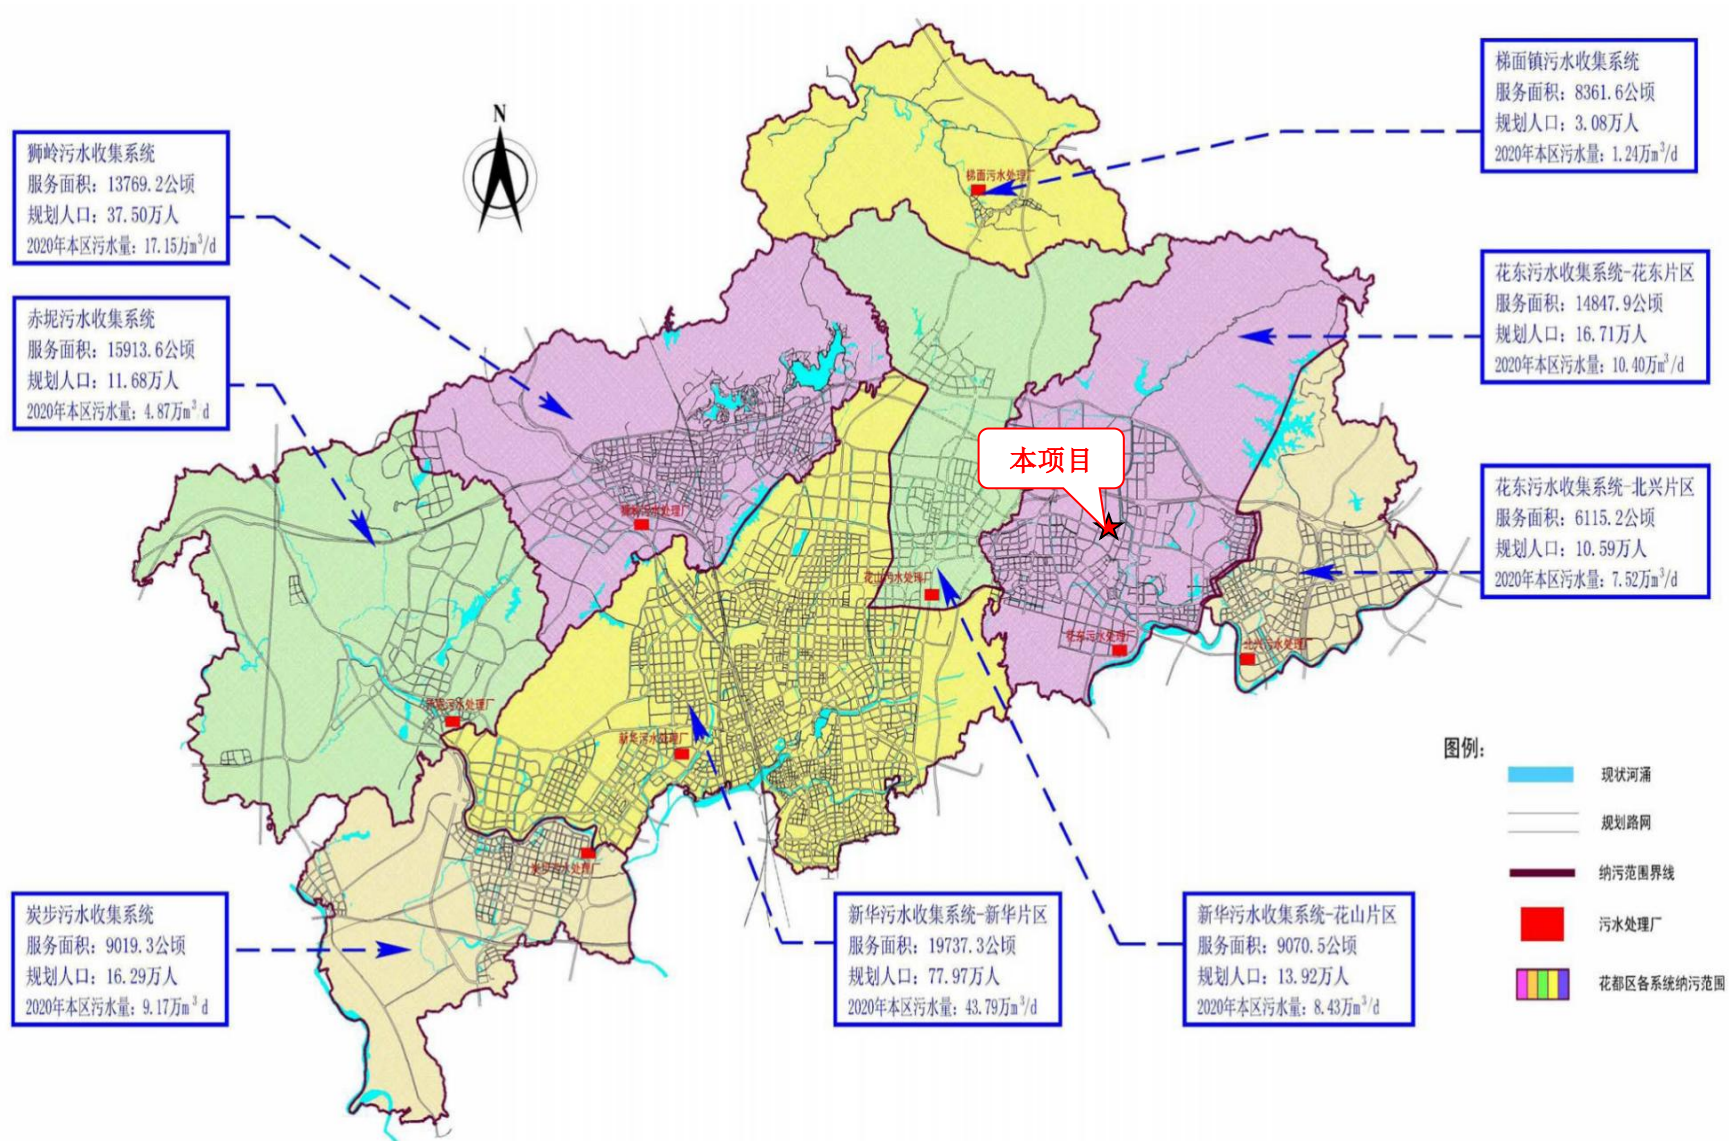 梯面镇污水收集系统
服务面积：8361.6公顷
规划人口：3.08万人
2020年本区污水量：1.24万m³/d
N
狮岭污水收集系统
服务面积：13769.2公顷
规划人口：37.50万人
2020年本区污水量：17.15万m³/d
梯面污水处理厂
花东污水收集系统-花东片区
服务面积：14847.9公顷
规划人口：16.71万人
2020年本区污水量：10.40万m³/d
赤坭污水收集系统
服务面积：15913.6公顷
规划人口：11.68万人
2020年本区污水量：4.87万m³ d
本项目
花东污水收集系统-北兴片区
服务面积：6115.2公顷
规划人口：10.59万人
2020年本区污水量：7.52万m³/d
狮岭污水处理厂
花山污水处理厂
花东污水处理厂
北兴污水处理厂
赤坭污水处理厂
新华污水处理厂
炭步污水处理厂
图例：
现状河涌
规划路网
纳污范围界线
污水处理厂
花都区各系统纳污范围
炭步污水收集系统
服务面积：9019.3公顷
规划人口：16.29万人
2020年本区污水量：9.17万m³ d
新华污水收集系统-新华片区
服务面积：19737.3公顷
规划人口：77.97万人
2020年本区污水量：43.79万m³/d
新华污水收集系统-花山片区
服务面积：9070.5公顷
规划人口：13.92万人
2020年本区污水量：8.43万m³/d